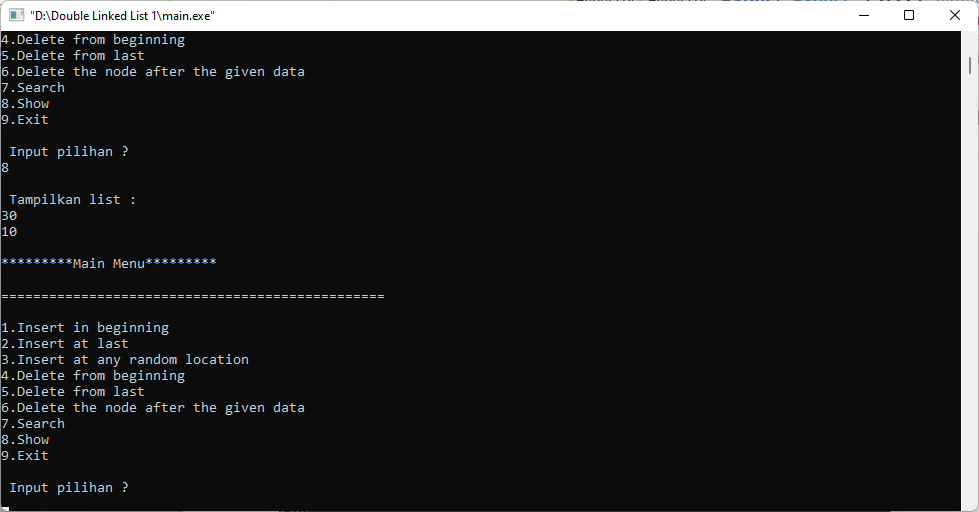 "D:\Double Linked List 1\main.exe"
4.Delete from beginning
5.Delete from last
6.Delete the node after the given data
7.Search
8.Show
9.Exit
Input pilihan ?
8
Tampilkan list :
30
10
*********Main Menu*********
================================================
1.Insert in beginning
2.Insert at last
3.Insert at any random location
4.Delete from beginning
5.Delete from last
6.Delete the node after the given data
7.Search
8.Show
9.Exit
Input pilihan ?